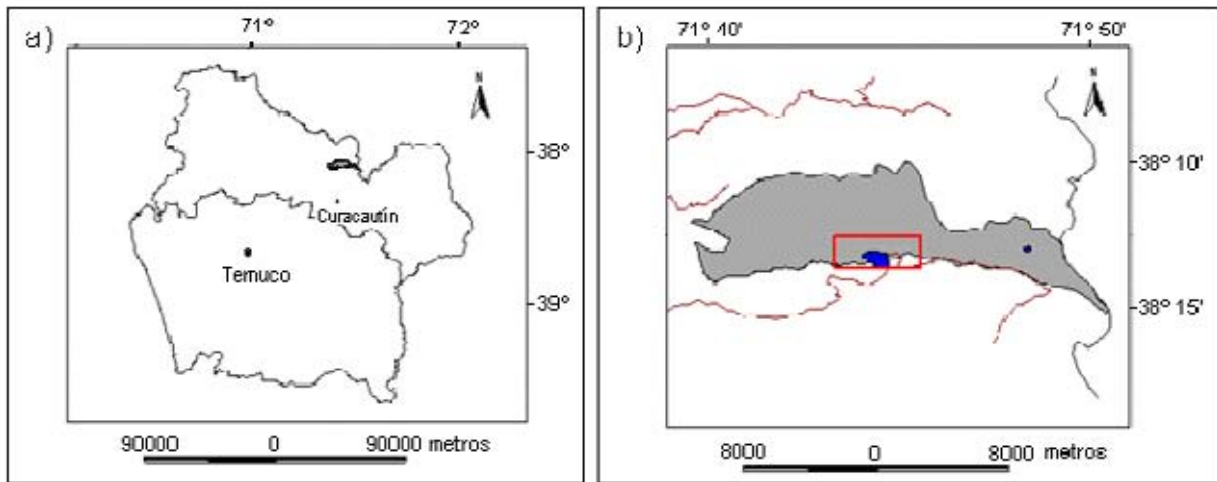 a)
71° 72°
N
38°
Curacautín
Temuco
39°
90000 0 90000 metros
b)
71° 40' 71° 50'
N
38° 10'
38° 15'
8000 0 8000 metros